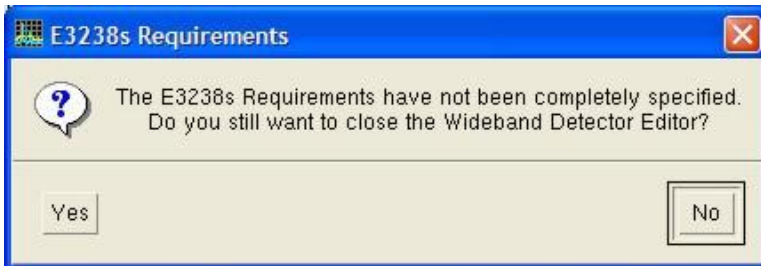 E3238s Requirements
The E3238s Requirements have not been completely specified.
Do you still want to close the Wideband Detector Editor?
Yes
No